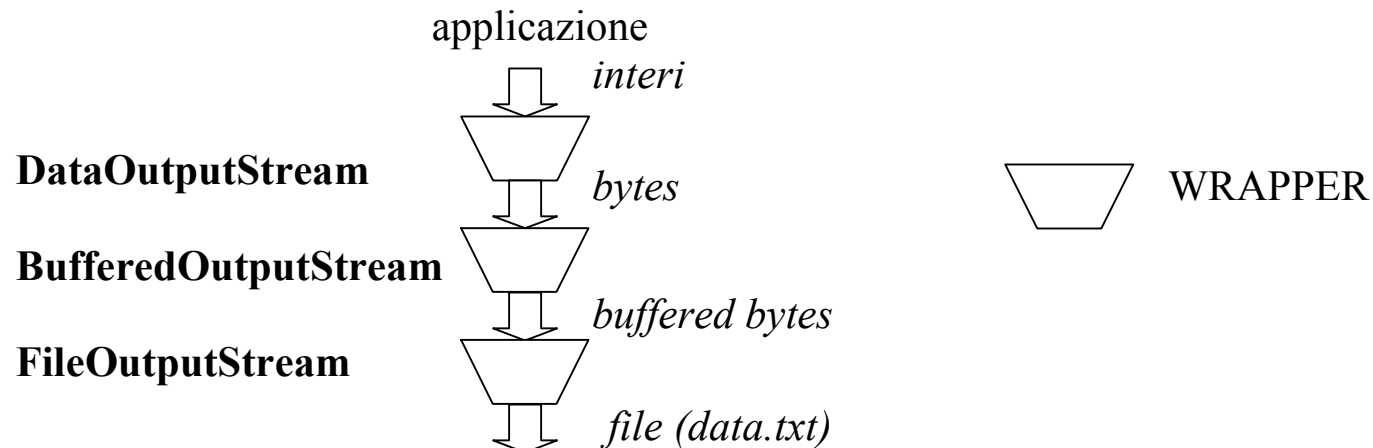 applicazione
interi
DataOutputStream
bytes
WRAPPER
BufferedOutputStream
buffered bytes
FileOutputStream
file (data.txt)